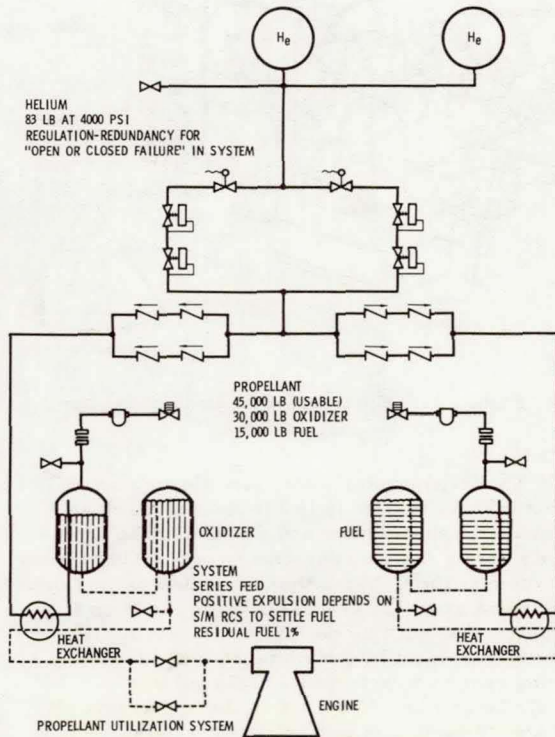 He
He
HELIUM
83 LB AT 4000 PSI
REGULATION-REDUNDANCY FOR
"OPEN OR CLOSED FAILURE" IN SYSTEM
PROPELLANT
45,000 LB (USABLE)
30,000 LB OXIDIZER
15,000 LB FUEL
OXIDIZER
FUEL
SYSTEM
SERIES FEED
POSITIVE EXPULSION DEPENDS ON
S/M RCS TO SETTLE FUEL
RESIDUAL FUEL 1%
HEAT
EXCHANGER
HEAT
EXCHANGER
ENGINE
PROPELLANT UTILIZATION SYSTEM